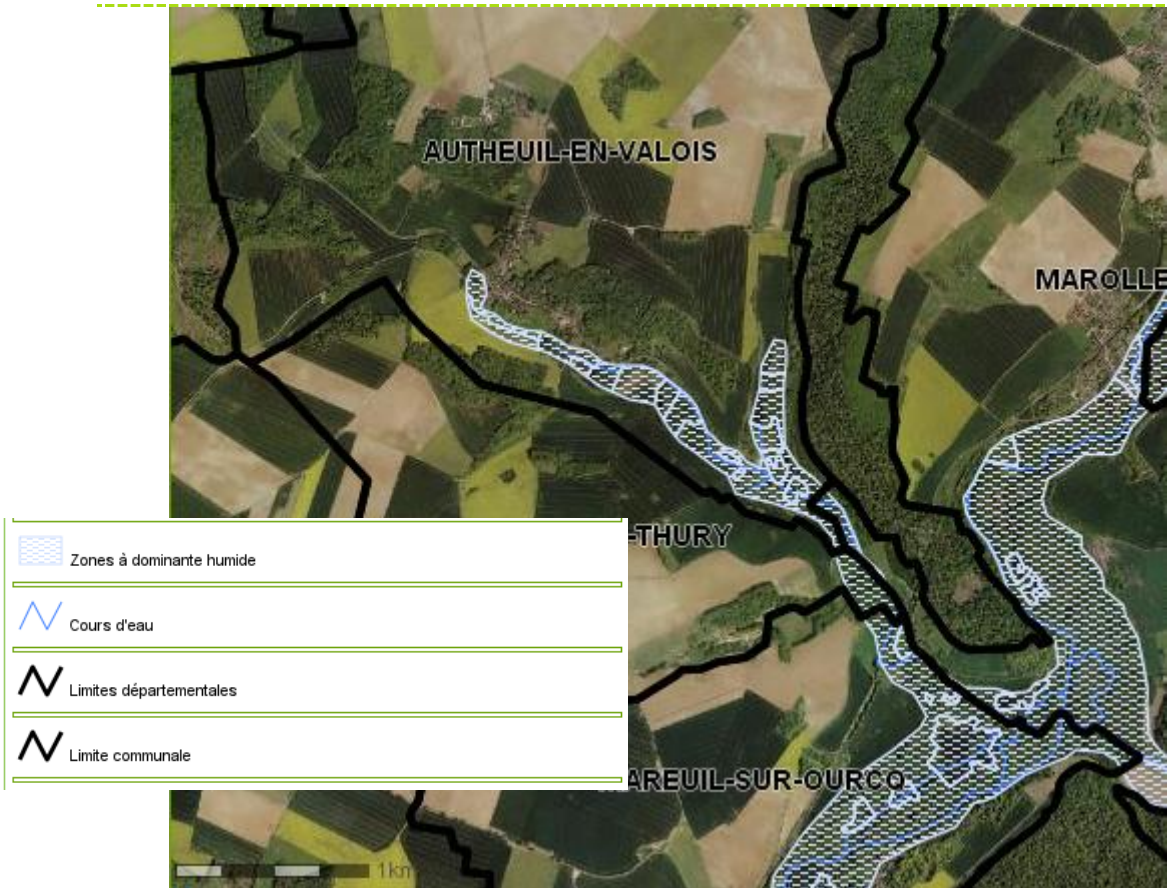 AUTHEUIL-EN-VALOIS
MAROLLE
-THURY
Zones à dominante humide
Cours d'eau
Limites départementales
Limite communale
AREUIL-SUR-OURCQ
1km